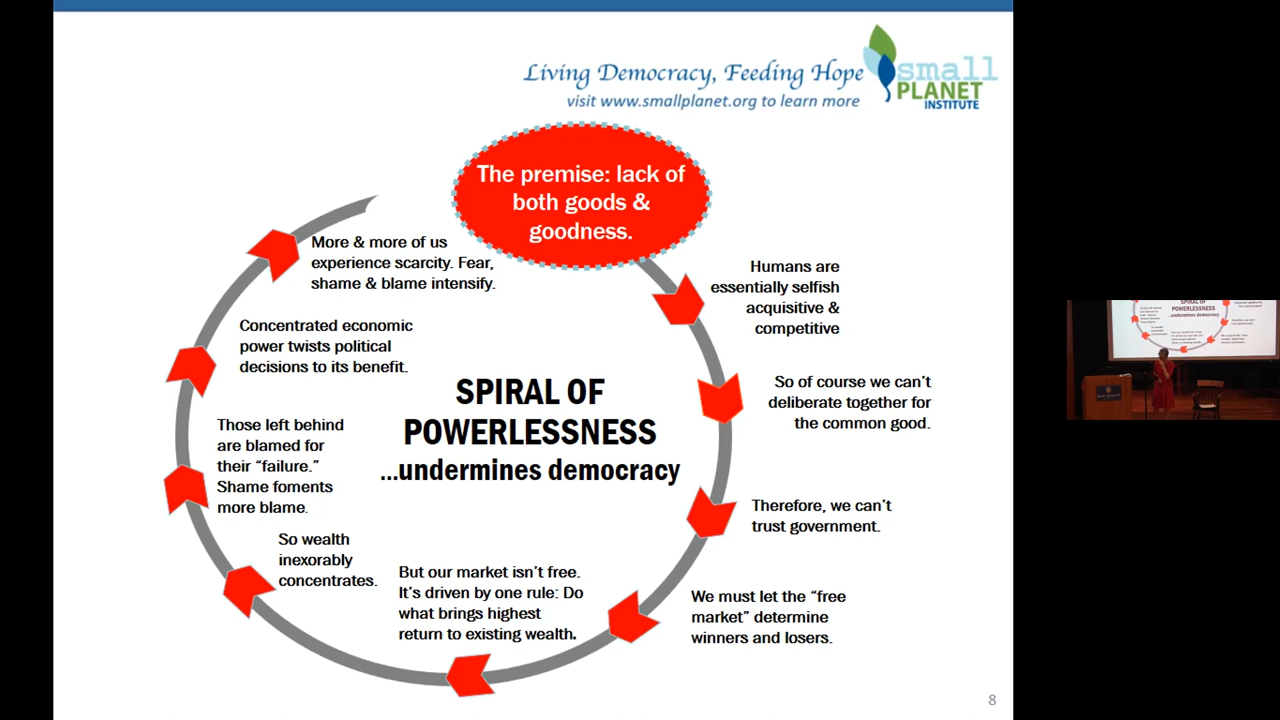 Living Democracy, Feeding Hope
visit www.smallplanet.org to learn more
small
PLANET
INSTITUTE
The premise: lack of
both goods &
goodness.
Humans are
essentially selfish
acquisitive &
competitive
So of course we can't
deliberate together for
the common good.
Therefore, we can't
trust government.
We must let the “free
market” determine
winners and losers.
But our market isn't free.
It's driven by one rule: Do
what brings highest
return to existing wealth.
So wealth
inexorably
concentrates.
Those left behind
are blamed for
their “failure.”
Shame foments
more blame.
Concentrated economic
power twists political
decisions to its benefit.
More & more of us
experience scarcity. Fear,
shame & blame intensify.
SPIRAL OF
POWERLESSNESS
...undermines democracy
8
SPIRAL OF
POWERLESSNESS
...undermines democracy